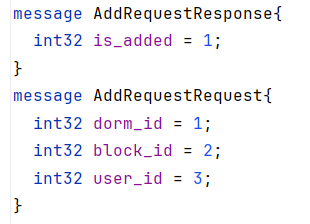 message AddRequestResponse{
  int32 is_added = 1;
}
message AddRequestRequest{
  int32 dorm_id = 1;
  int32 block_id = 2;
  int32 user_id = 3;
}